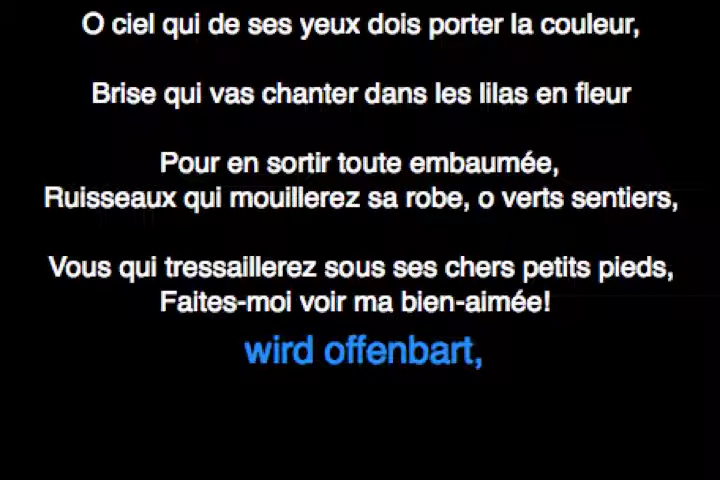 O ciel qui de ses yeux dois porter la couleur,
Brise qui vas chanter dans les lilas en fleur
Pour en sortir toute embaumée,
Ruisseaux qui mouillerez sa robe, o verts sentiers,
Vous qui tressaillerez sous ses chers petits pieds,
Faites-moi voir ma bien-aimée!
wird offenbart,